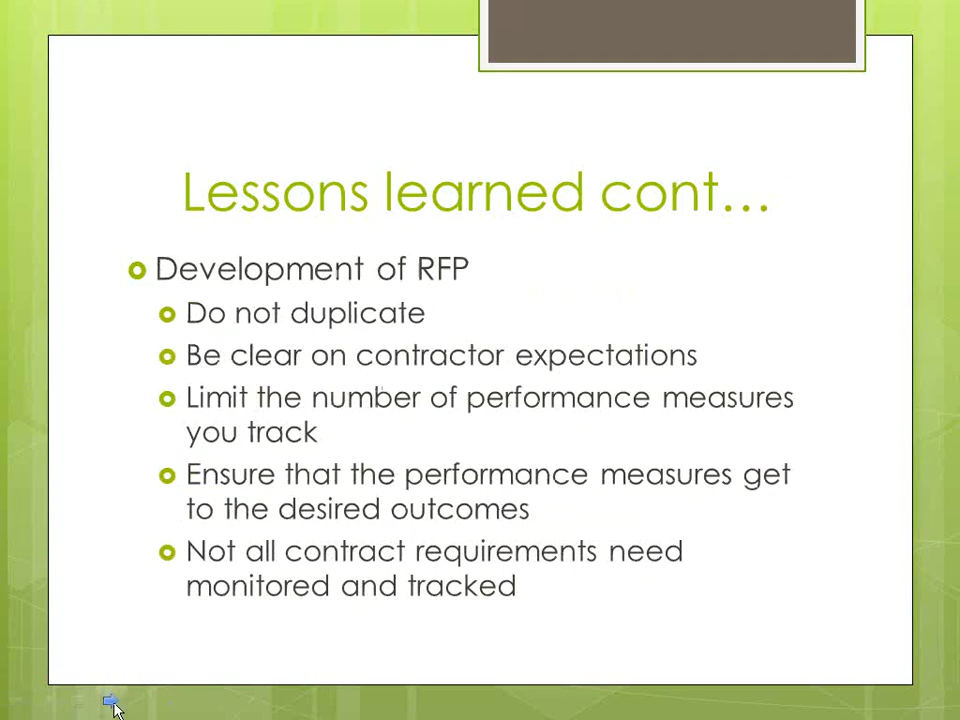 Lessons learned cont…
Development of RFP
Do not duplicate
Be clear on contractor expectations
Limit the number of performance measures
you track
Ensure that the performance measures get
to the desired outcomes
Not all contract requirements need
monitored and tracked